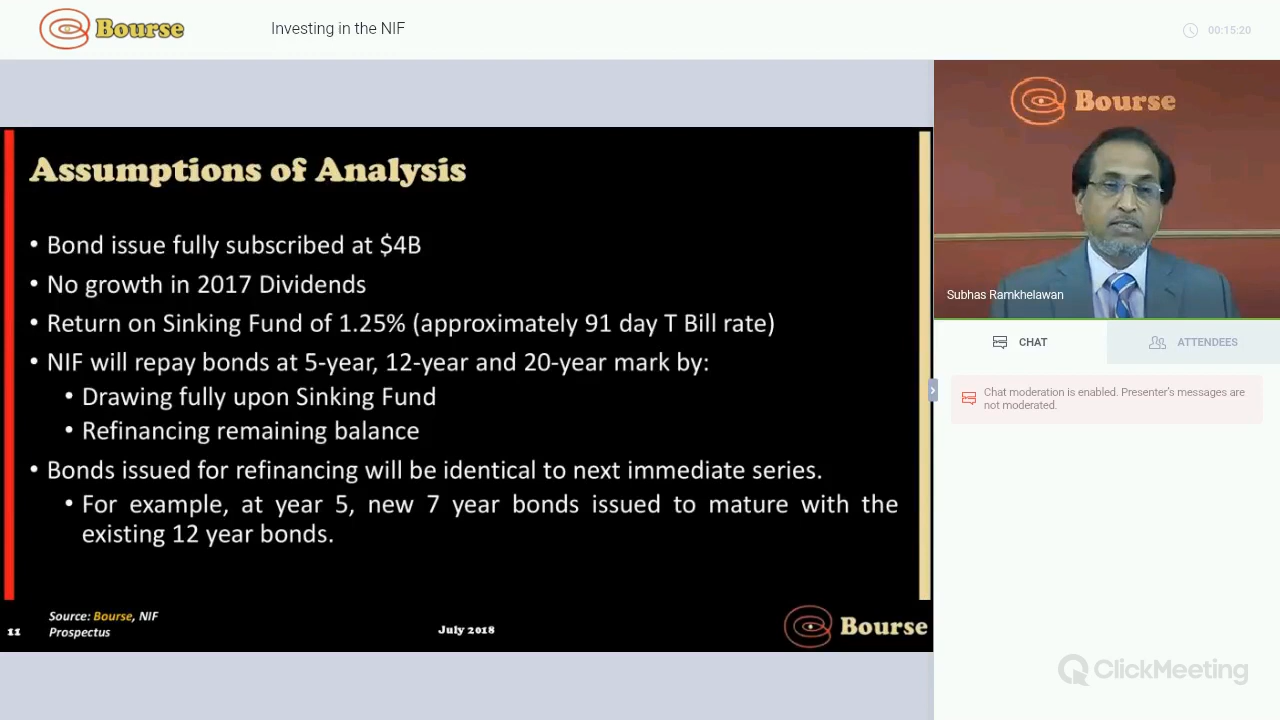 Bourse
Investing in the NIF
00:15:20
Assumptions of Analysis
• Bond issue fully subscribed at $4B
• No growth in 2017 Dividends
• Return on Sinking Fund of 1.25% (approximately 91 day T Bill rate)
• NIF will repay bonds at 5-year, 12-year and 20-year mark by:
• Drawing fully upon Sinking Fund
• Refinancing remaining balance
• Bonds issued for refinancing will be identical to next immediate series.
• For example, at year 5, new 7 year bonds issued to mature with the
existing 12 year bonds.
Source: Bourse, NIF
Prospectus
11
July 2018
Bourse
Bourse
Subhas Ramkhelawan
CHAT
ATTENDEES
Chat moderation is enabled. Presenter's messages are
not moderated.
ClickMeeting